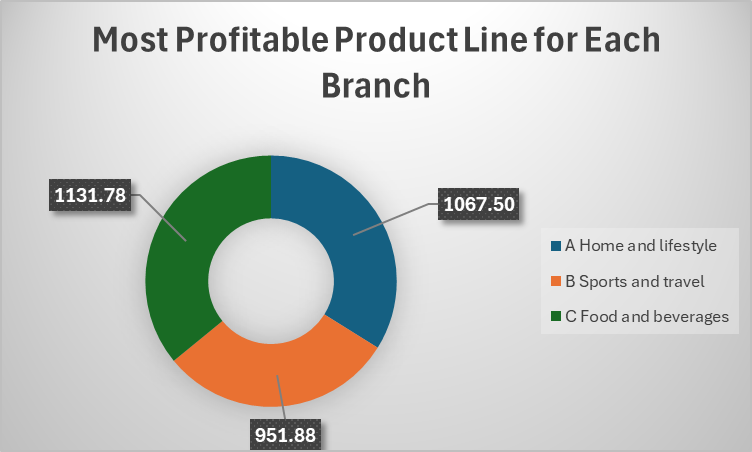 Most Profitable Product Line for Each
Branch
1131.78
1067.50
A Home and lifestyle
B Sports and travel
C Food and beverages
951.88